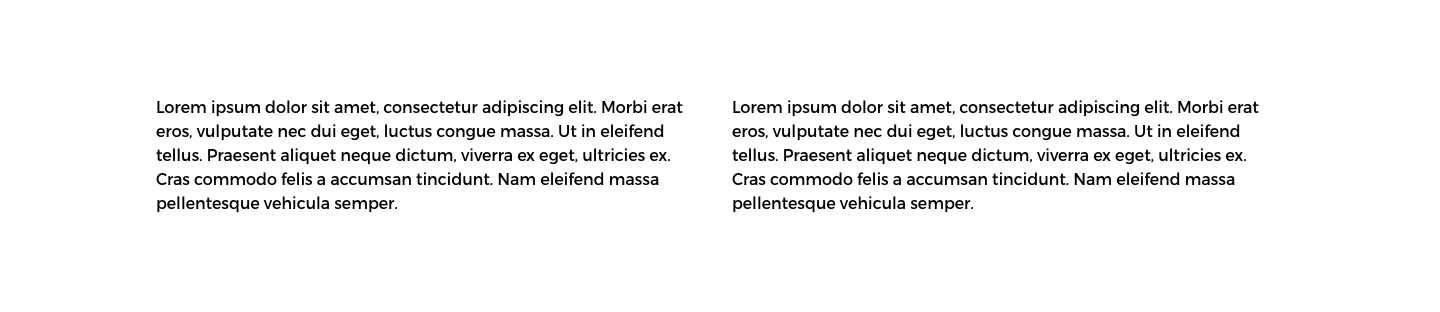 Lorem ipsum dolor sit amet, consectetur adipiscing elit. Morbi erat
eros, vulputate nec dui eget, luctus congue massa. Ut in eleifend
tellus. Praesent aliquet neque dictum, viverra ex eget, ultricies ex.
Cras commodo felis a accumsan tincidunt. Nam eleifend massa
pellentesque vehicula semper.
Lorem ipsum dolor sit amet, consectetur adipiscing elit. Morbi erat
eros, vulputate nec dui eget, luctus congue massa. Ut in eleifend
tellus. Praesent aliquet neque dictum, viverra ex eget, ultricies ex.
Cras commodo felis a accumsan tincidunt. Nam eleifend massa
pellentesque vehicula semper.